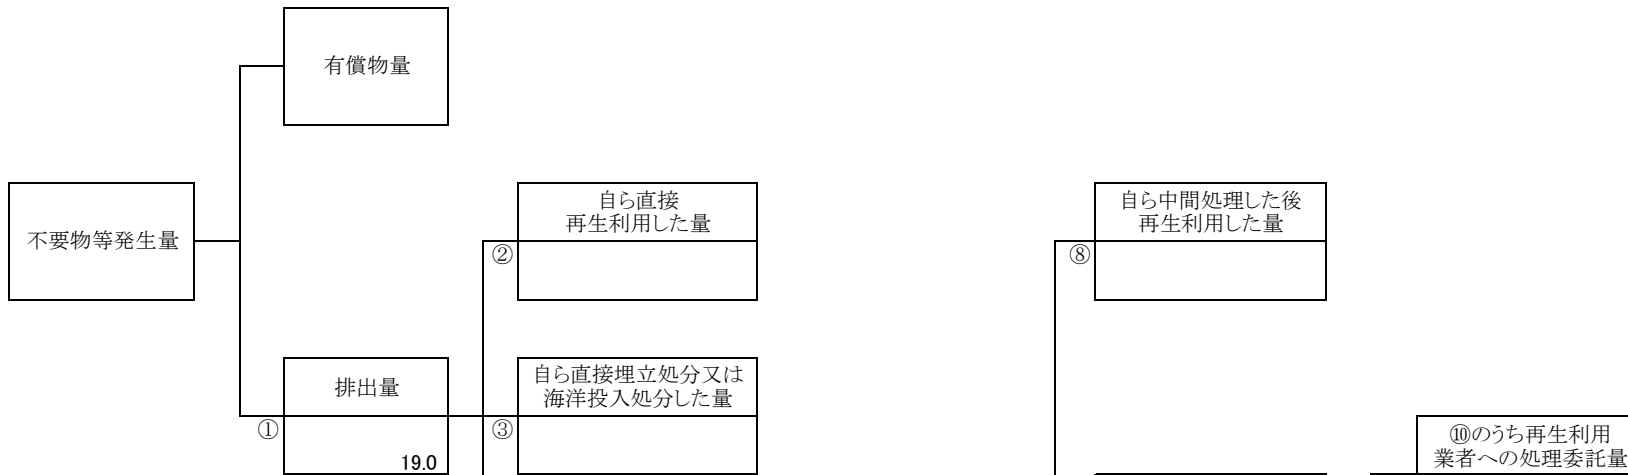 有償物量
不要物等発生量
自ら直接
再生利用した量
②
自ら中間処理した後
再生利用した量
⑧
排出量
①
19.0
自ら直接埋立処分又は
海洋投入処分した量
③
⑩のうち再生利用
業者への処理委託量